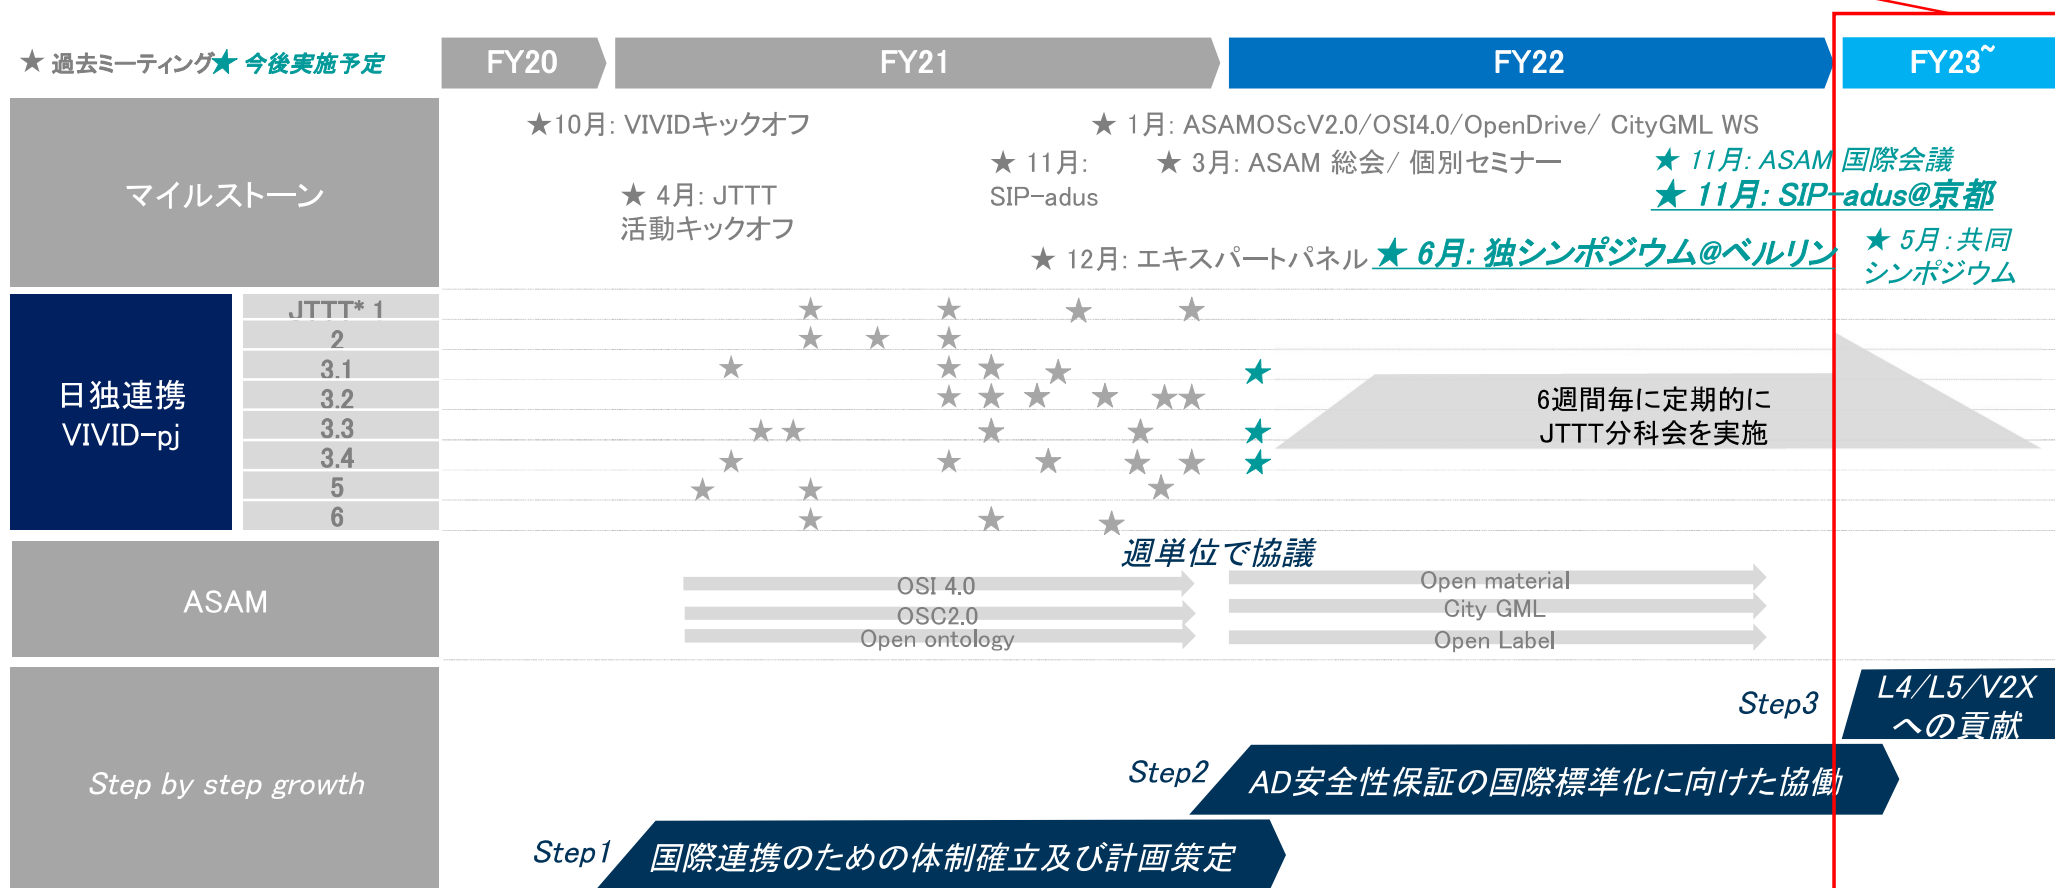 ★ 過去ミーティング★ 今後実施予定
FY20
FY21
FY22
FY23~
マイルストーン
★10月: VIVIDキックオフ
★ 1月: ASAMOScV2.0/OSI4.0/OpenDrive/ CityGML WS
★ 11月:
SIP-adus
★ 3月: ASAM 総会/ 個別セミナー
★ 11月: ASAM 国際会議
★ 11月: SIP-adus@京都
★ 4月: JTTT
活動キックオフ
★ 12月: エキスパートパネル
★ 6月: 独シンポジウム@ベルリン
★ 5月:共同
シンポジウム
日独連携
VIVID-pj
JTTT* 1
2
3.1
3.2
3.3
3.4
5
6
6週間毎に定期的に
JTTT分科会を実施
ASAM
週単位で協議
OSI 4.0
OSC2.0
Open ontology
Open material
City GML
Open Label
Step by step growth
Step3
L4/L5/V2X
への貢献
Step2
AD安全性保証の国際標準化に向けた協働
Step1
国際連携のための体制確立及び計画策定